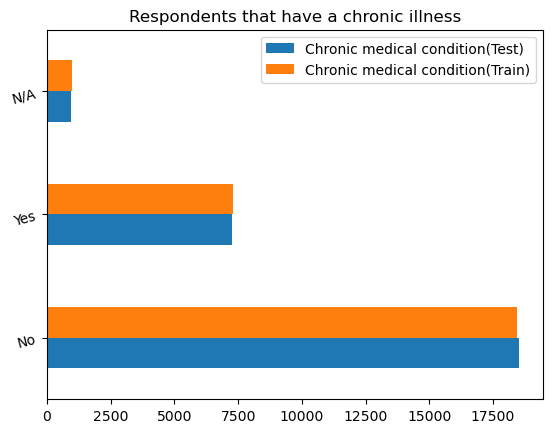 Respondents that have a chronic illness
Chronic medical condition(Test)
Chronic medical condition(Train)
N/A
Yes
No
0 2500 5000 7500 10000 12500 15000 17500